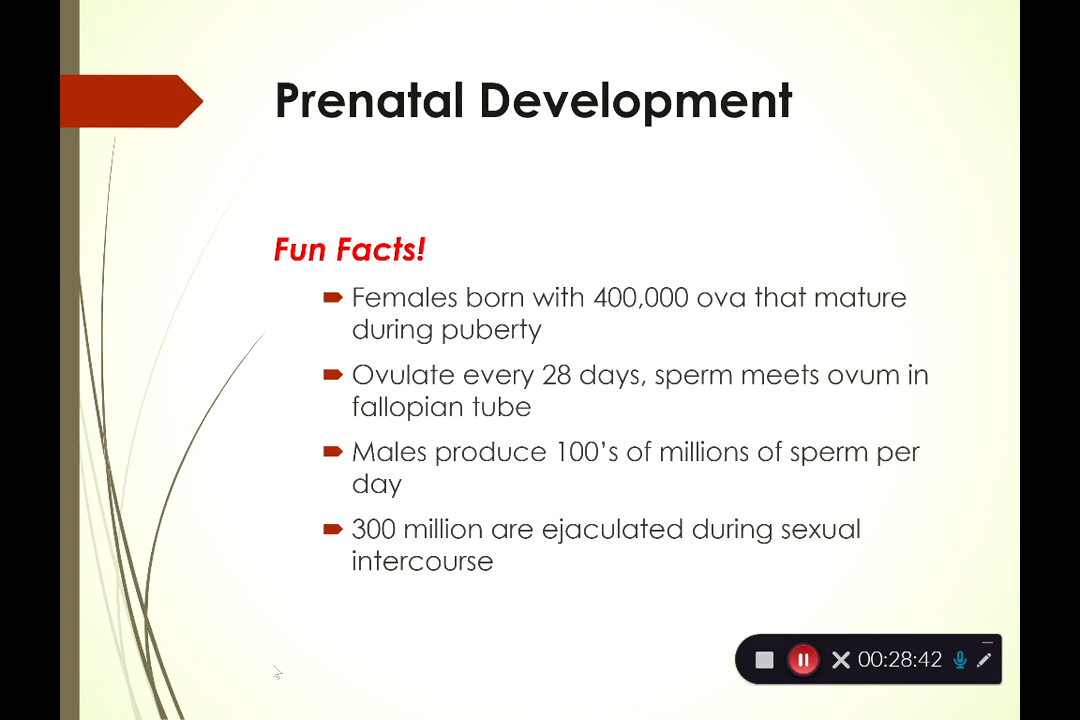 Prenatal Development
Fun Facts!
Females born with 400,000 ova that mature
during puberty
Ovulate every 28 days, sperm meets ovum in
fallopian tube
Males produce 100’s of millions of sperm per
day
300 million are ejaculated during sexual
intercourse
00:28:42